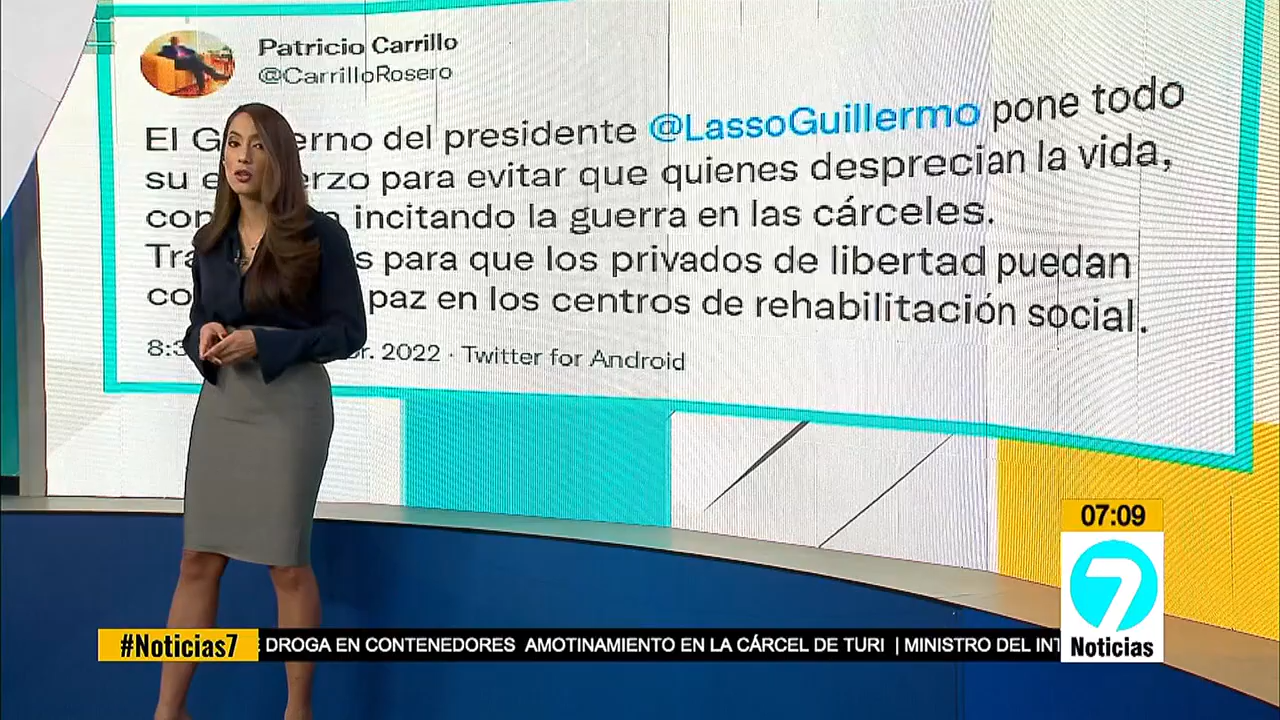 Patricio Carrillo
@CarrilloRosero
El G erno del presidente @LassoGuillermo pone todo
su e erzo para evitar que quienes desprecian la vida,
con incitando la guerra en las cárceles.
Tra s para que los privados de libertad puedan
co paz en los centros de rehabilitación social.
8:3 br. 2022 · Twitter for Android
07:09
7
Noticias
#Noticias7 DROGA EN CONTENEDORES AMOTINAMIENTO EN LA CÁRCEL DE TURI | MINISTRO DEL INT